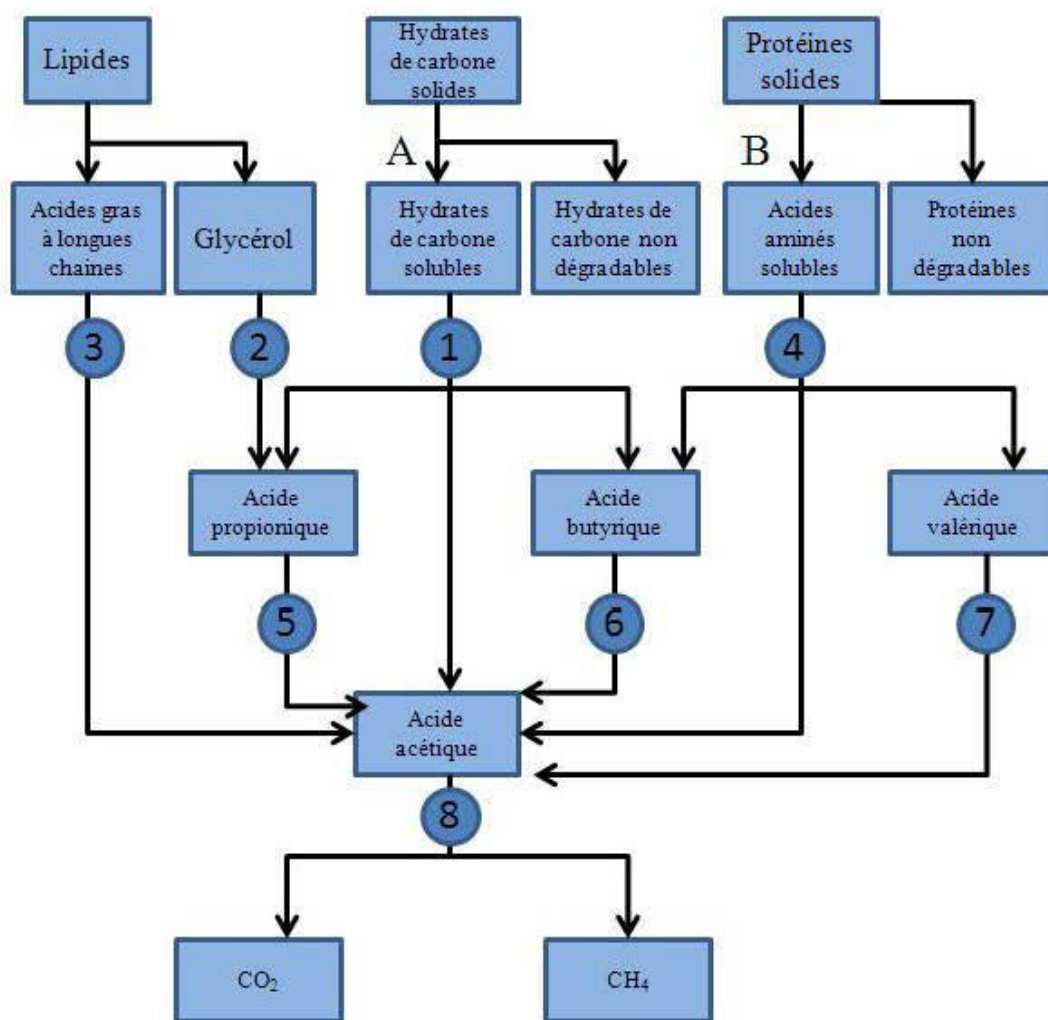 Lipides
Hydrates
de carbone
solides
Protéines
solides
A
B
Acides gras
à longues
chaines
Glycérol
Hydrates
de carbone
solubles
Hydrates de
carbone non
dégradables
Acides
aminés
solubles
Protéines
non
dégradables
3
2
1
4
Acide
propionique
Acide
butyrique
Acide
valérique
5
6
7
Acide
acétique
8
CO₂
CH₄